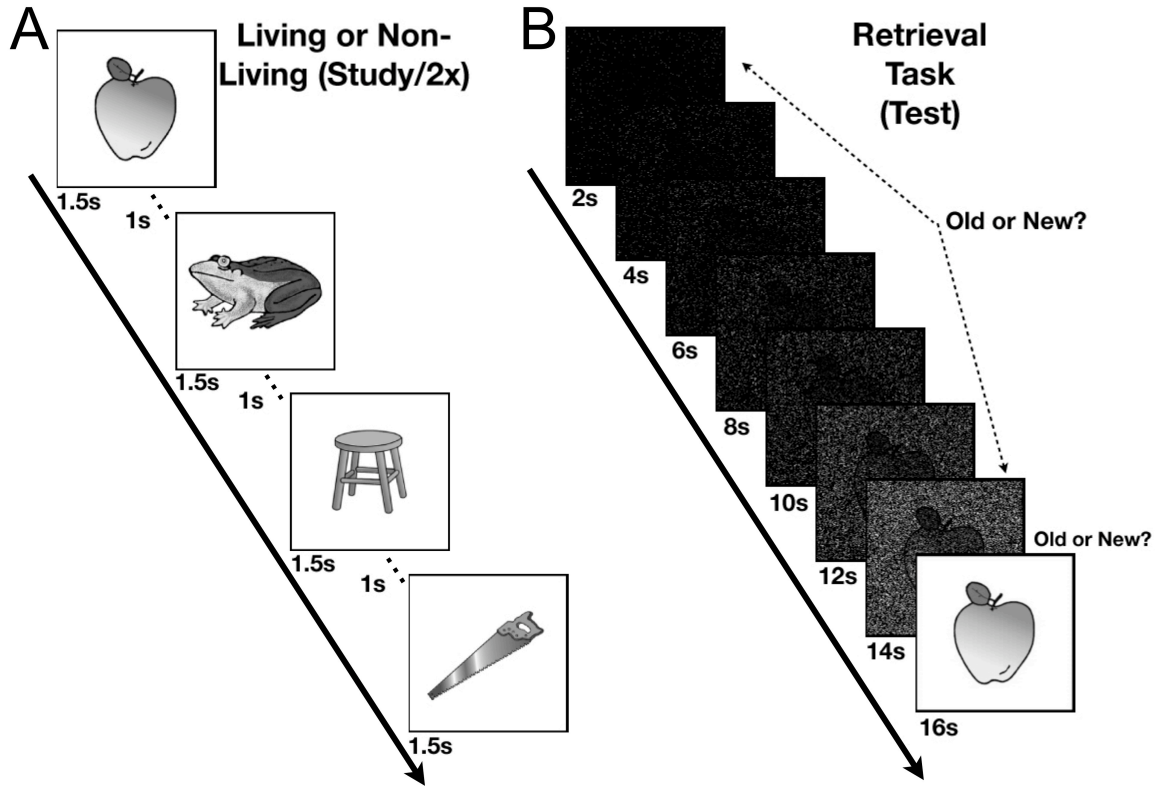 A
Living or Non-
Living (Study/2x)
1.5s
1s
1.5s
1s
1.5s
1s
1.5s
B
Retrieval
Task
(Test)
Old or New?
2s
4s
6s
8s
10s
12s
14s
Old or New?
16s